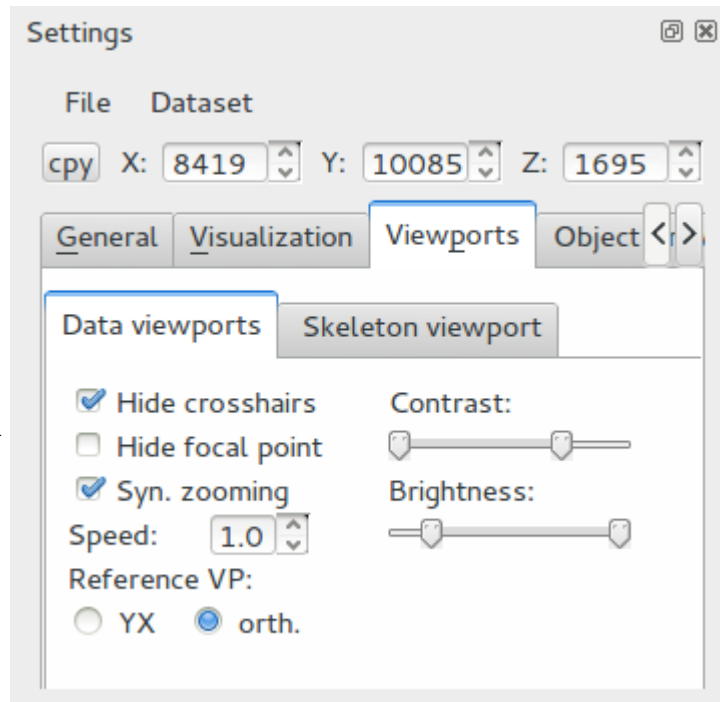 Settings
File Dataset
cpy X: 8419 Y: 10085 Z: 1695
General Visualization Viewports Object
Data viewports Skeleton viewport
Hide crosshairs Contrast:
Hide focal point
Syn. zooming Brightness:
Speed: 1.0
Reference VP:
YX orth.